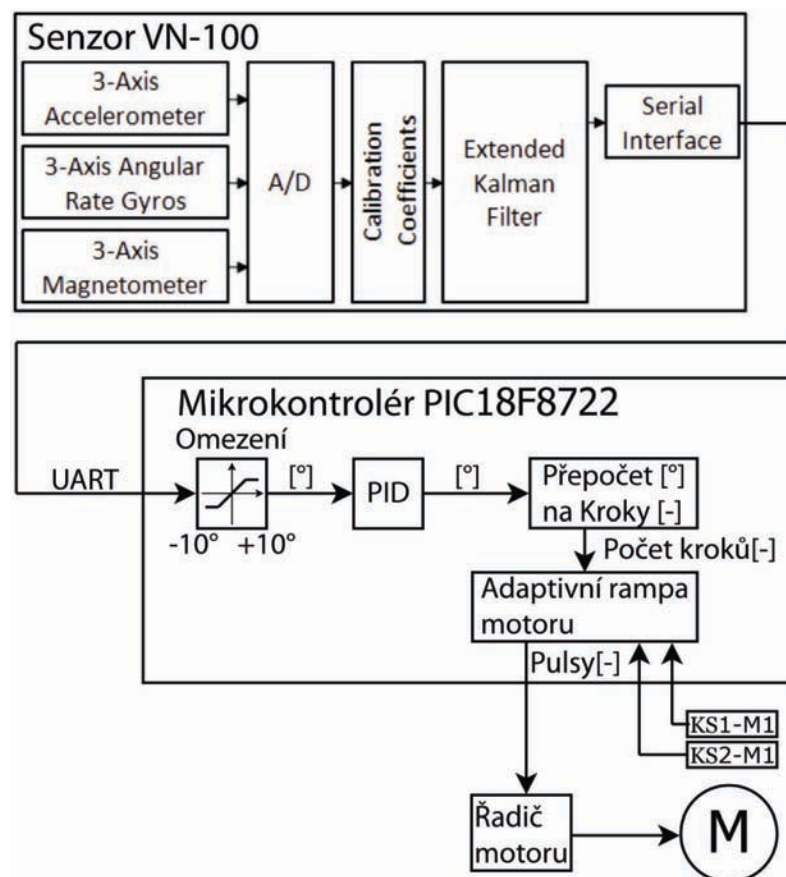 Senzor VN-100
3-Axis
Accelerometer
3-Axis Angular
Rate Gyros
3-Axis
Magnetometer
A/D
Calibration
Coefficients
Extended
Kalman
Filter
Serial
Interface
Mikrokontrolér PIC18F8722
Omezení
UART
-10° +10°
[°]
PID
[°]
Přepočet [°]
na Kroky [-]
Počet kroků[-]
Adaptivní rampa
motoru
Pulsy[-]
KS1-M1
KS2-M1
Řadič
motoru
M